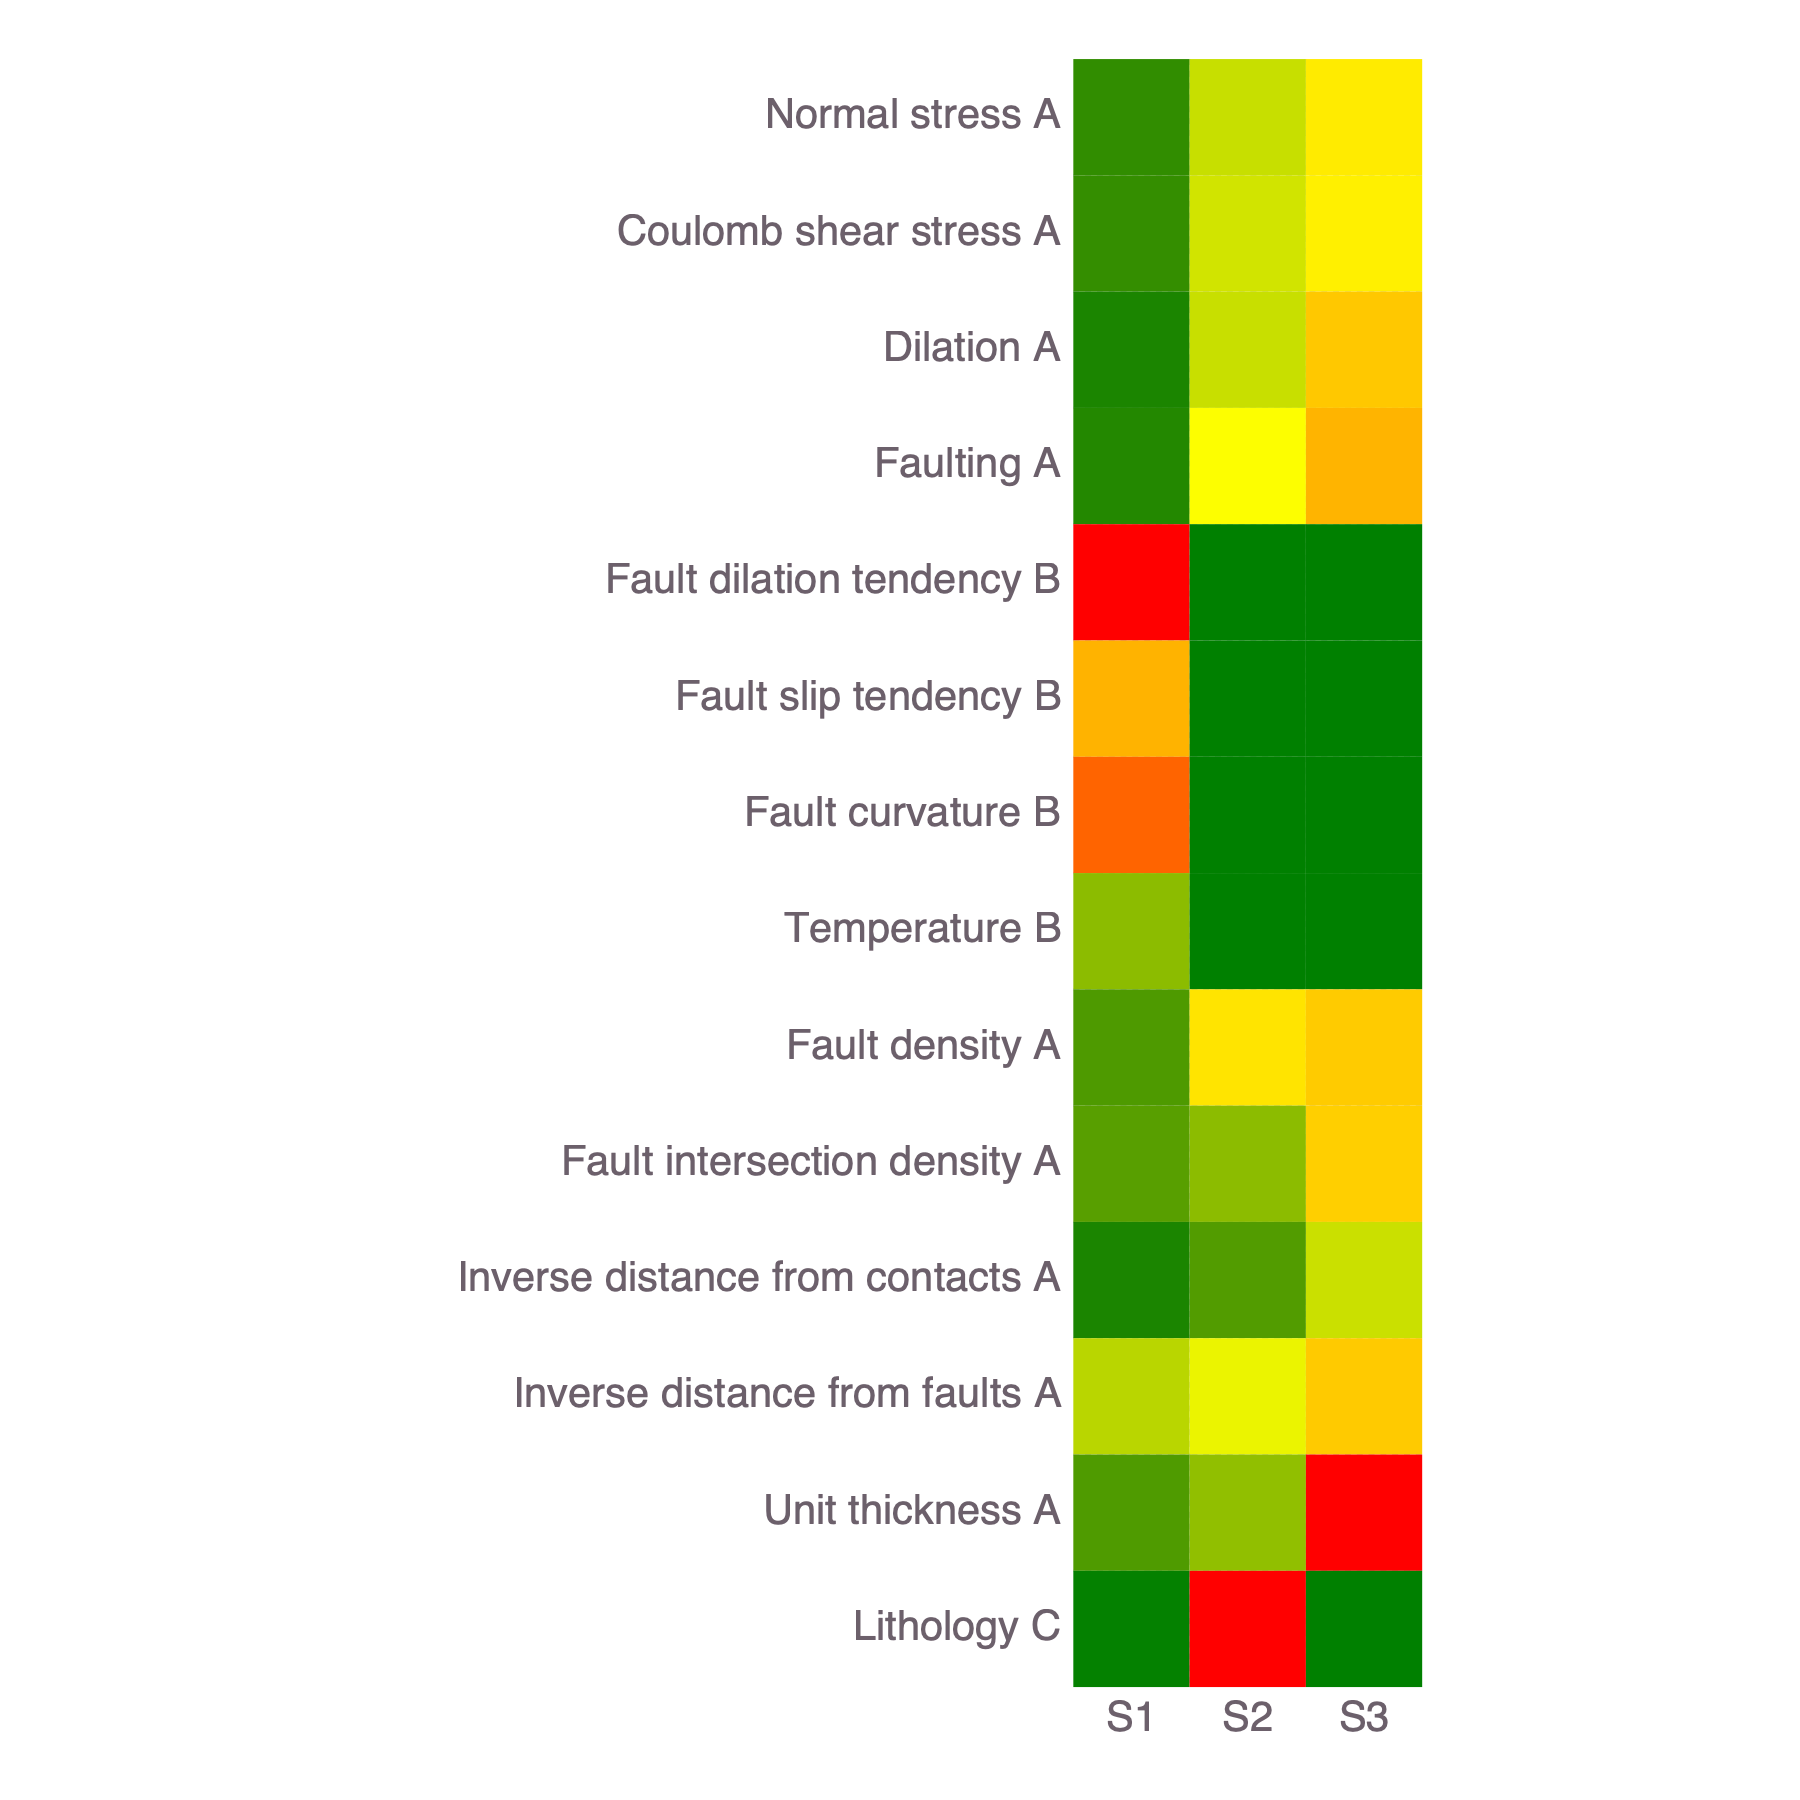 Normal stress A
Coulomb shear stress A
Dilation A
Faulting A
Fault dilation tendency B
Fault slip tendency B
Fault curvature B
Temperature B
Fault density A
Fault intersection density A
Inverse distance from contacts A
Inverse distance from faults A
Unit thickness A
Lithology C
S1 S2 S3